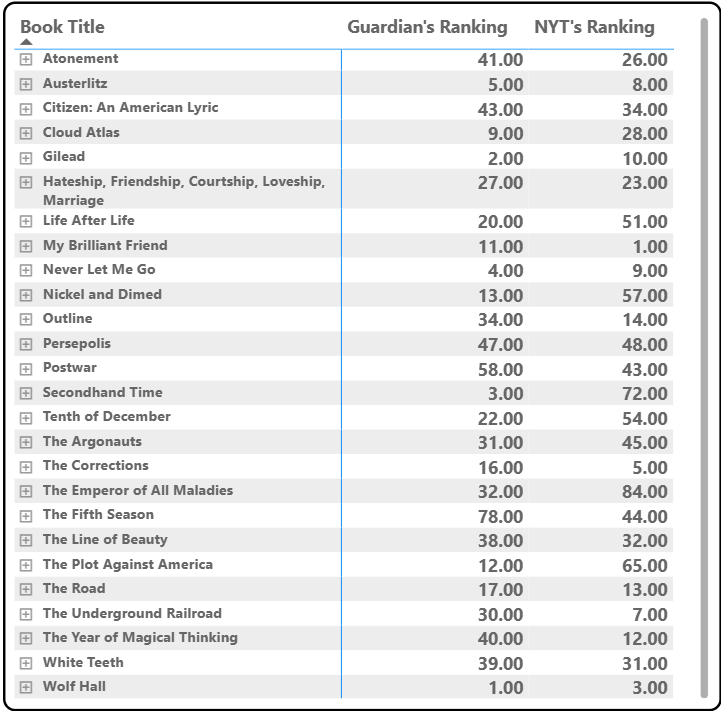 Book Title Guardian's Ranking NYT's Ranking
Atonement 41.00 26.00
Austerlitz 5.00 8.00
Citizen: An American Lyric 43.00 34.00
Cloud Atlas 9.00 28.00
Gilead 2.00 10.00
Hateship, Friendship, Courtship, Loveship, 27.00 23.00
Marriage
Life After Life 20.00 51.00
My Brilliant Friend 11.00 1.00
Never Let Me Go 4.00 9.00
Nickel and Dimed 13.00 57.00
Outline 34.00 14.00
Persepolis 47.00 48.00
Postwar 58.00 43.00
Secondhand Time 3.00 72.00
Tenth of December 22.00 54.00
The Argonauts 31.00 45.00
The Corrections 16.00 5.00
The Emperor of All Maladies 32.00 84.00
The Fifth Season 78.00 44.00
The Line of Beauty 38.00 32.00
The Plot Against America 12.00 65.00
The Road 17.00 13.00
The Underground Railroad 30.00 7.00
The Year of Magical Thinking 40.00 12.00
White Teeth 39.00 31.00
Wolf Hall 1.00 3.00